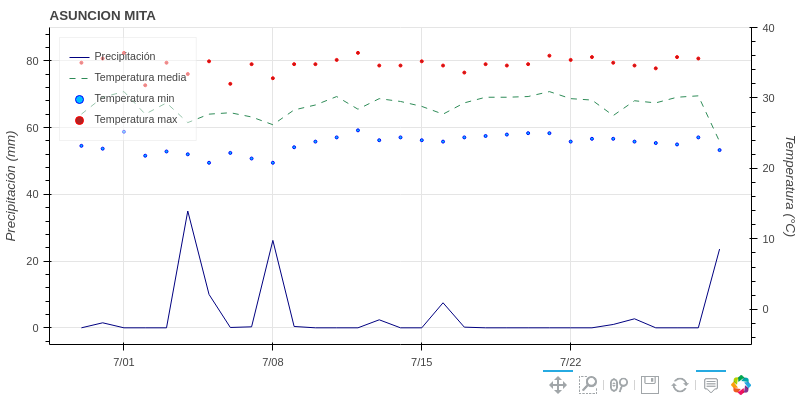 ASUNCION MITA
Precipitación
Temperatura media
Temperatura min
Temperatura max
Precipitación (mm)
80
60
40
20
0
Temperatura (°C)
40
30
20
10
0
7/01
7/08
7/15
7/22